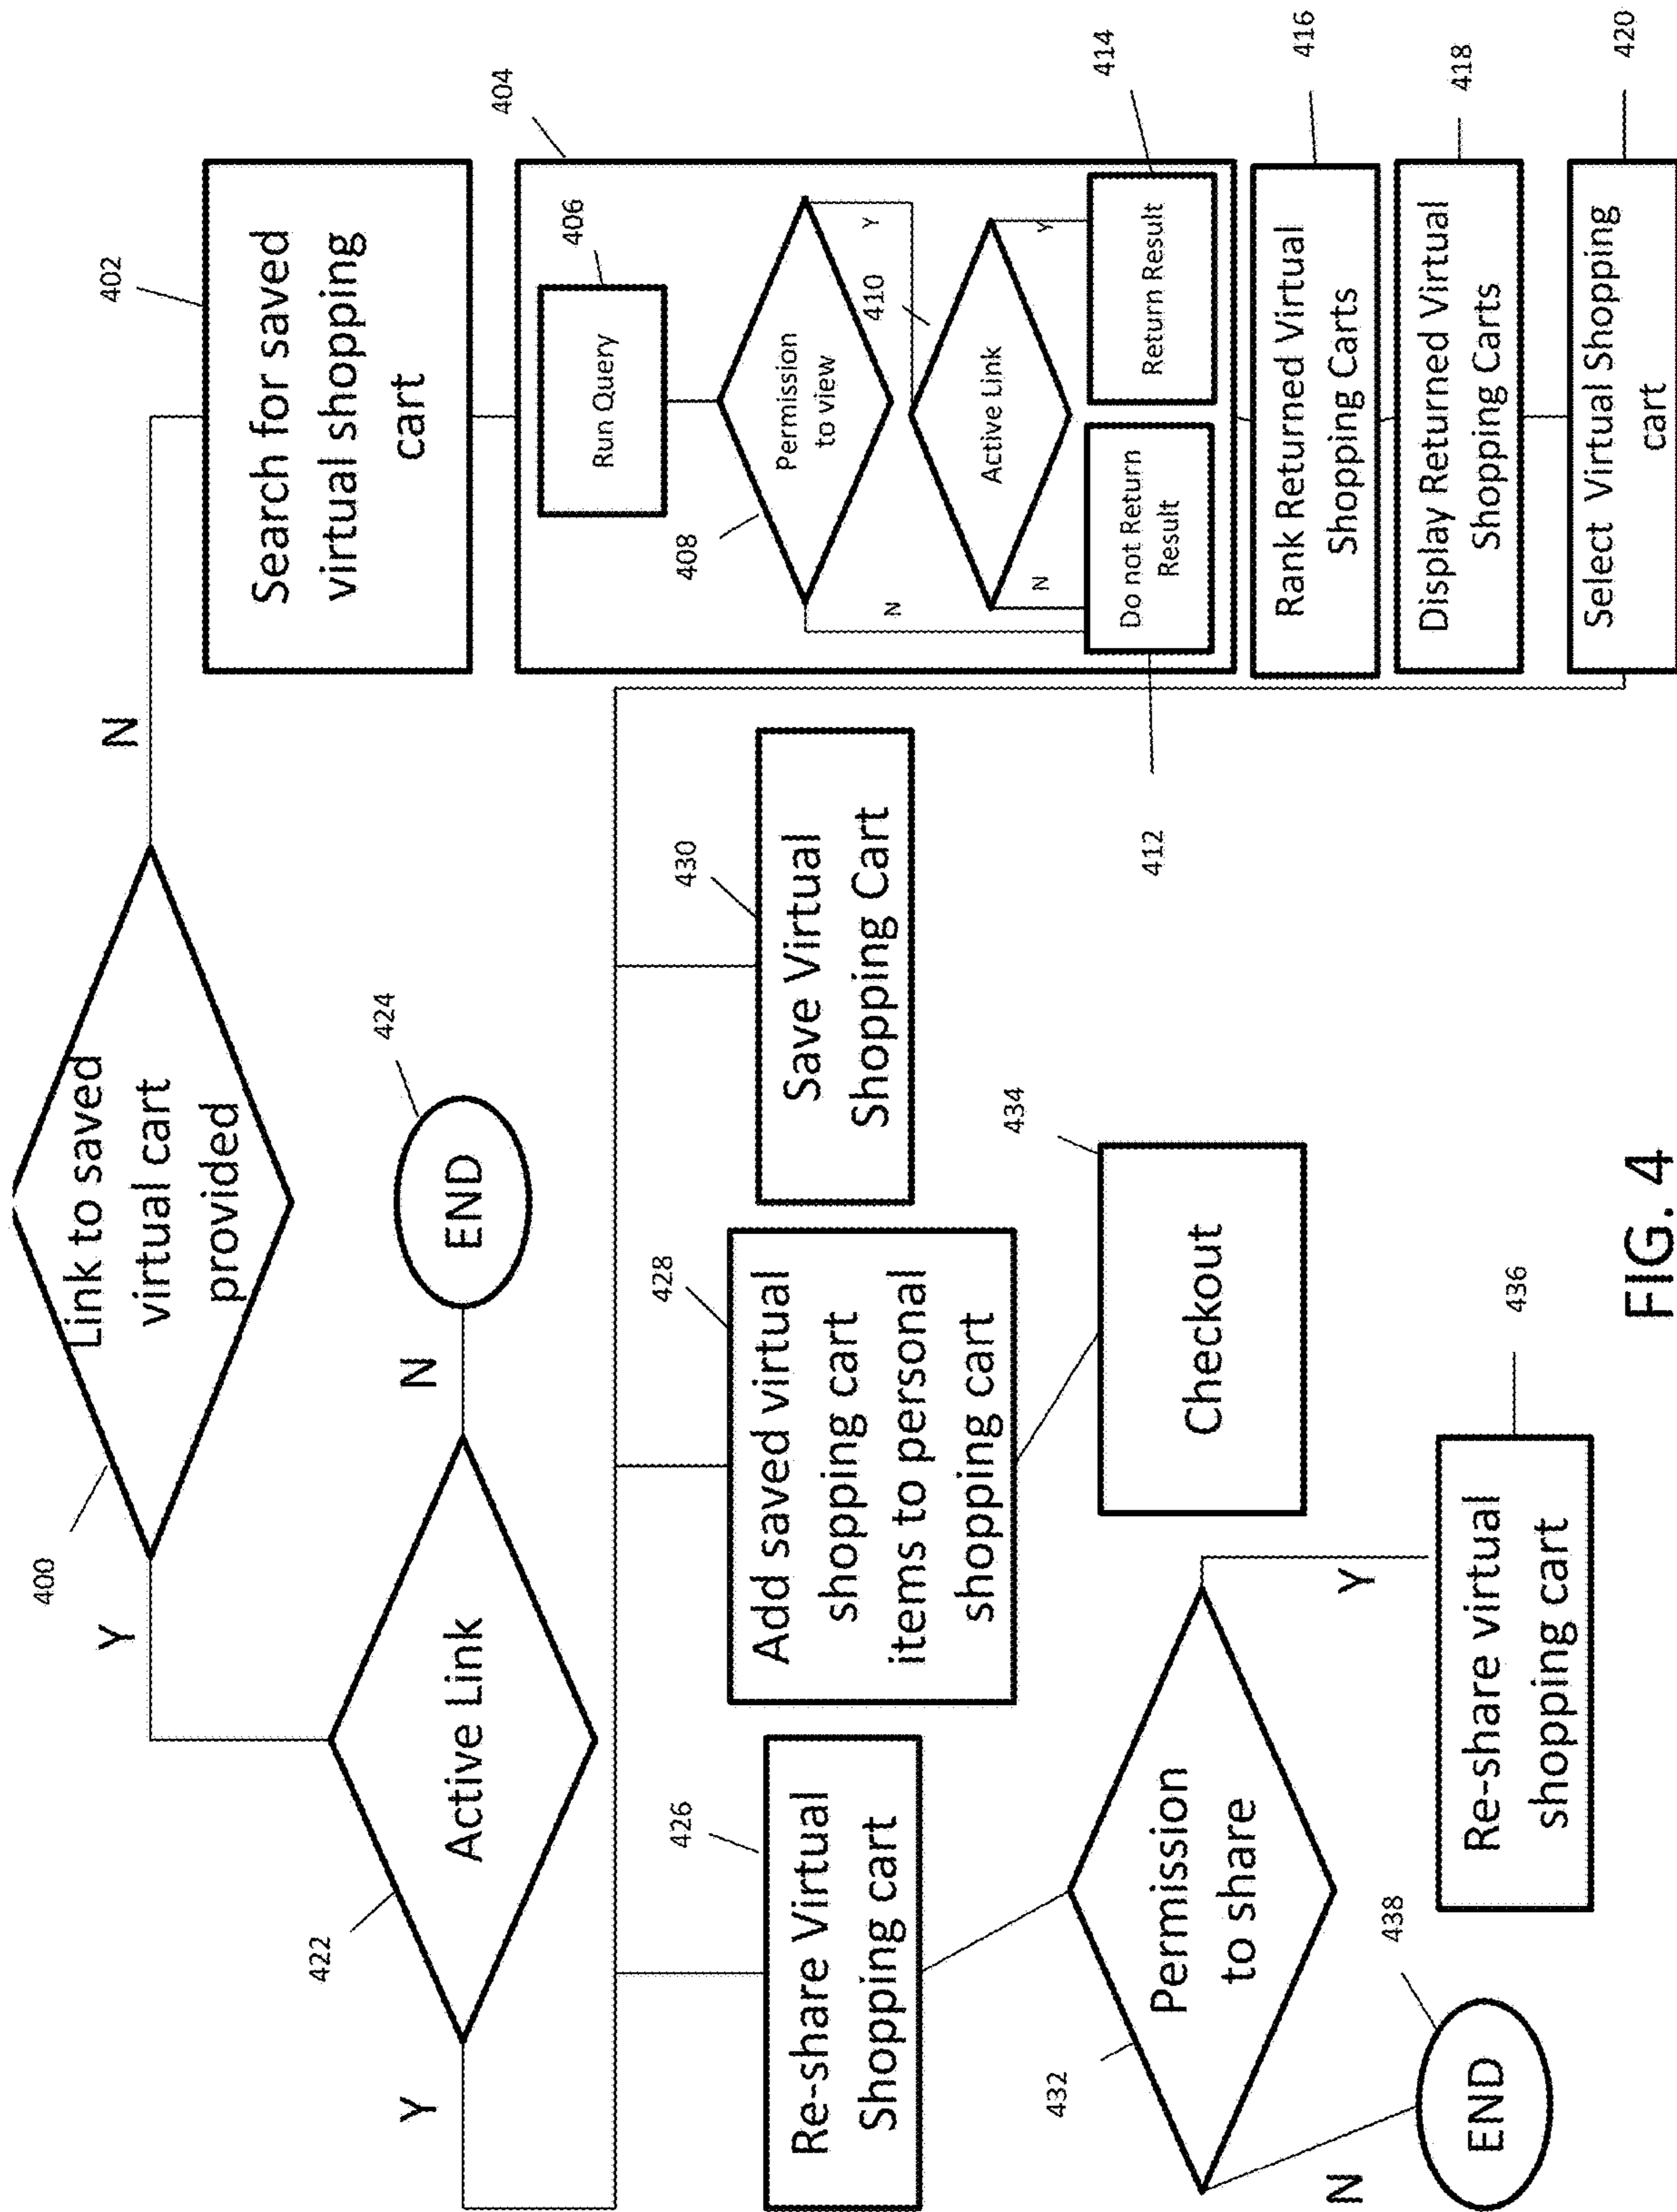 400
Link to saved
virtual cart
provided
Y
N
402
Search for saved
virtual shopping
cart
422
Active Link
Y
N
END
424
404
Run Query
406
408
Permission
to view
N
Y
410
Active Link
N
Y
Do not Return
Result
412
Return Result
414
Rank Returned Virtual
Shopping Carts
416
Display Returned Virtual
Shopping Carts
418
Select Virtual Shopping
cart
420
426
Re-share Virtual
Shopping cart
428
Add saved virtual
shopping cart
items to personal
shopping cart
430
Save Virtual
Shopping Cart
432
Permission
to share
N
Y
434
Checkout
END
438
Re-share virtual
shopping cart
436
FIG. 4